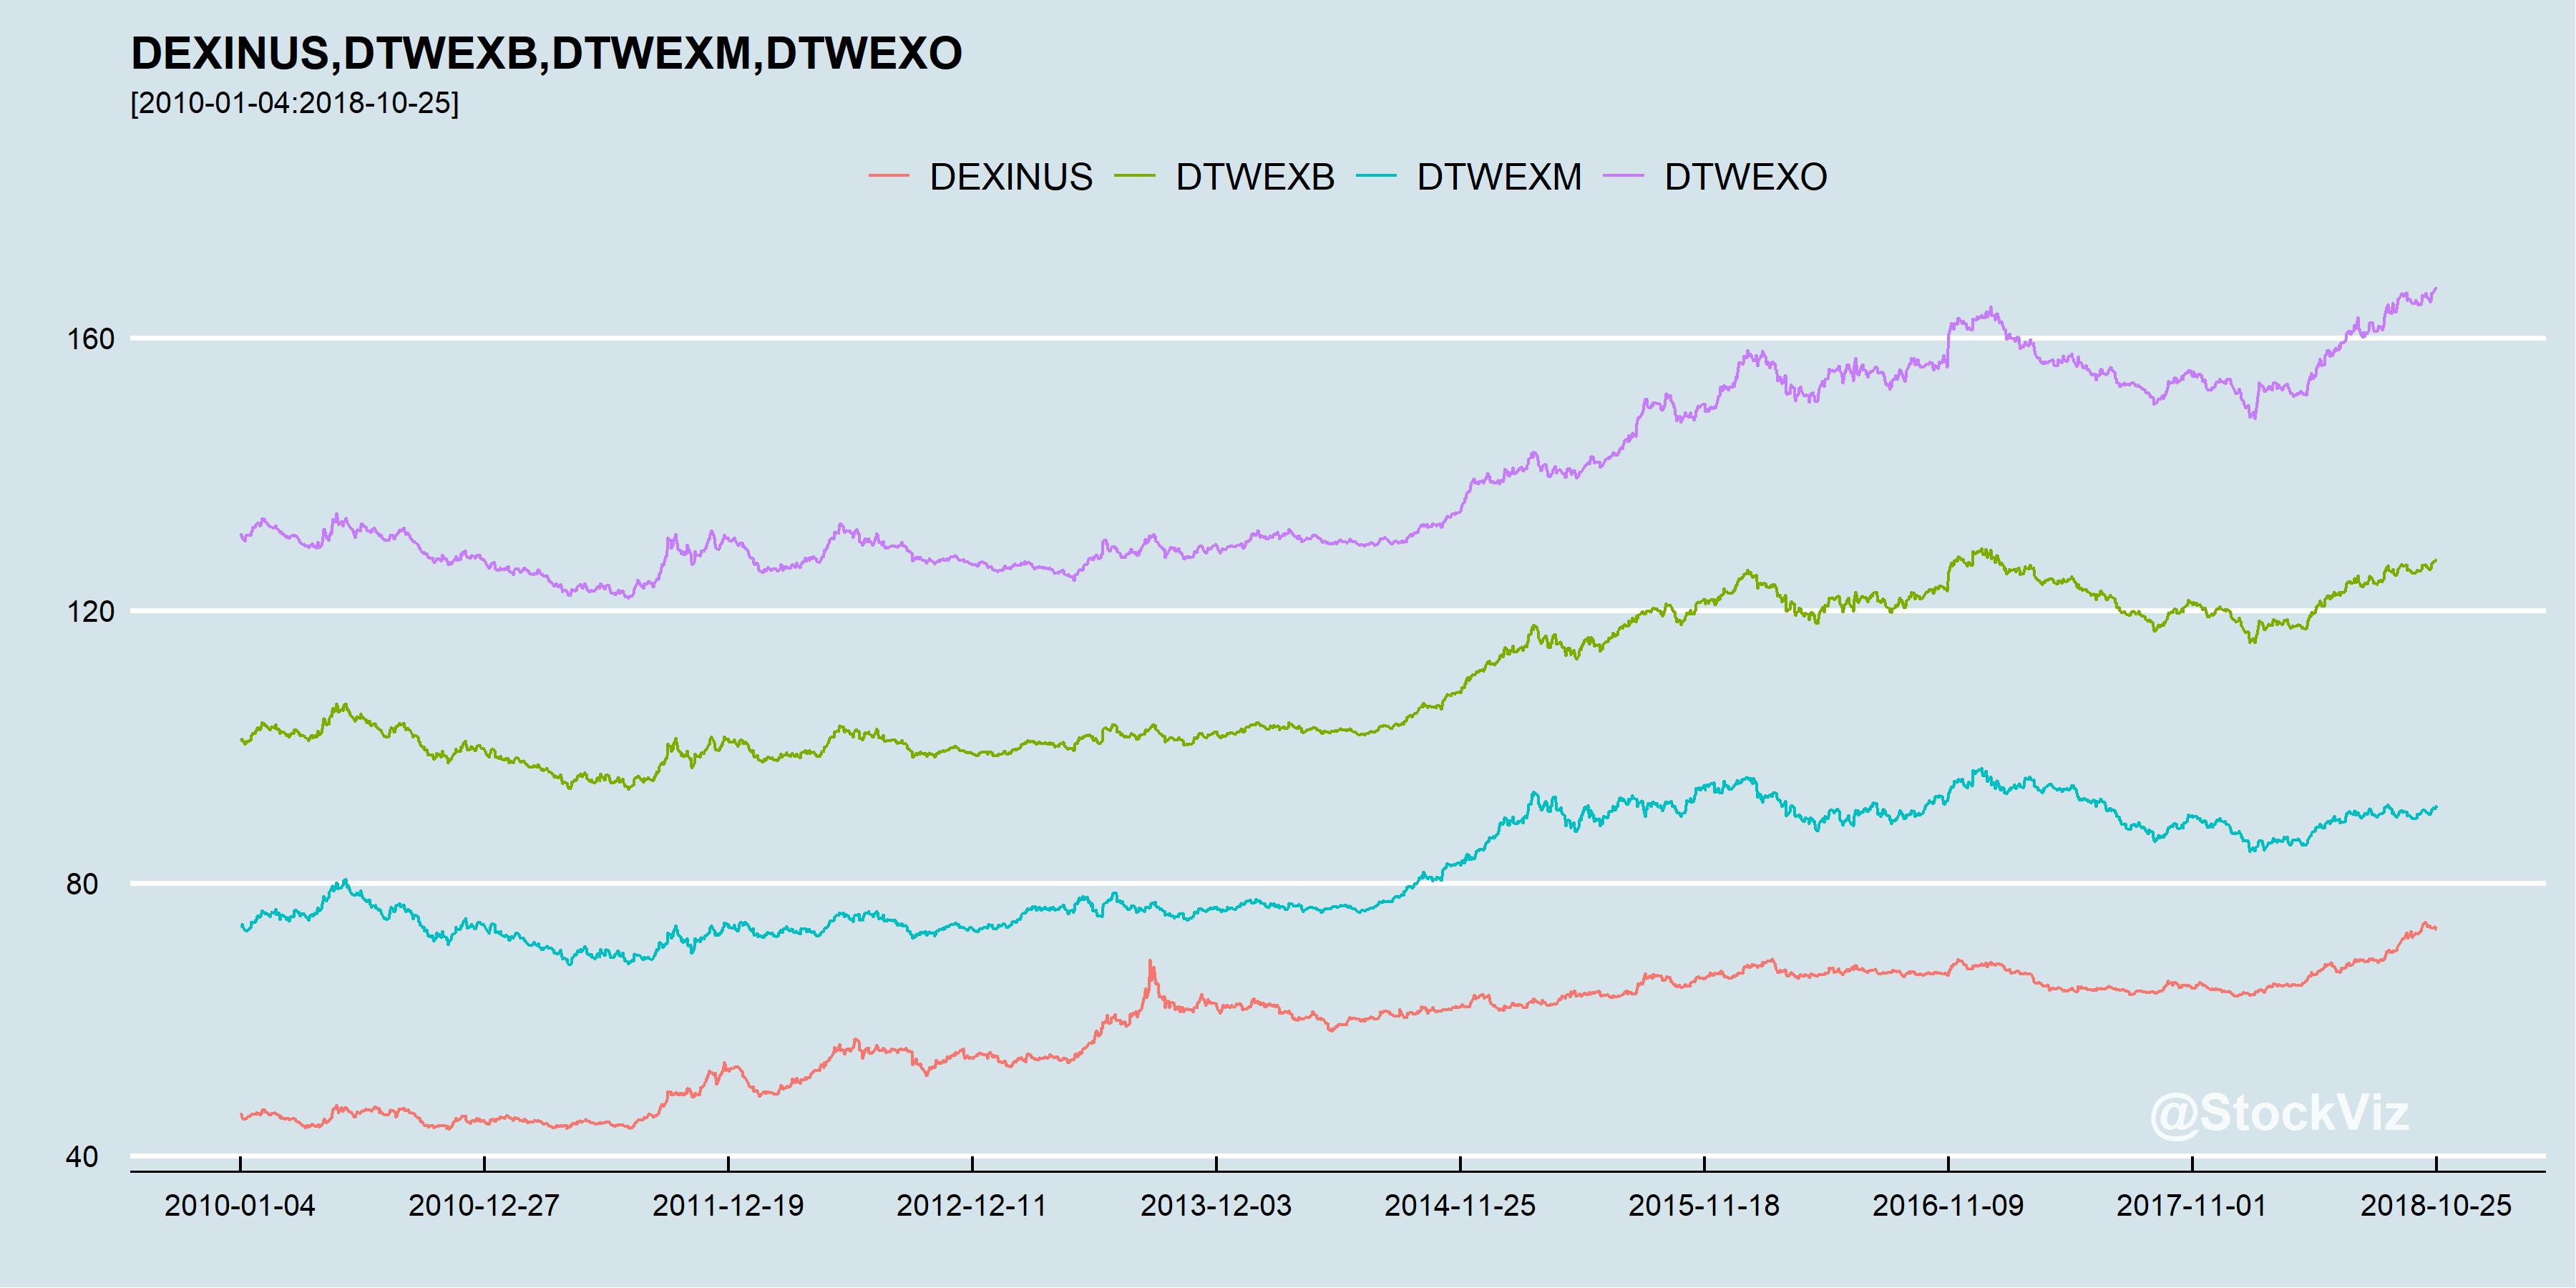 DEXINUS,DTWEXB,DTWEXM,DTWEXO
[2010-01-04:2018-10-25]
DEXINUS DTWEXB DTWEXM DTWEXO
160
120
80
40
@StockViz
2010-01-04 2010-12-27 2011-12-19 2012-12-11 2013-12-03 2014-11-25 2015-11-18 2016-11-09 2017-11-01 2018-10-25